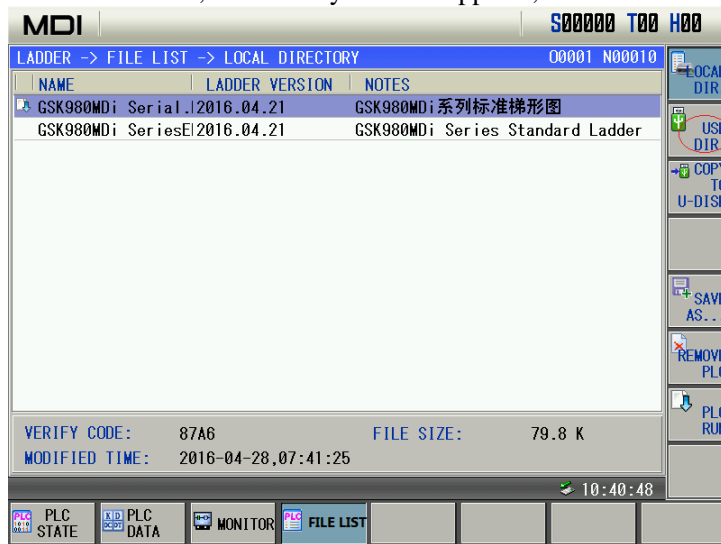 MDI S00000 T00 H00
LADDER -> FILE LIST -> LOCAL DIRECTORY O0001 N00010
NAME LADDER VERSION NOTES
GSK980MDi Serial. 2016.04.21 GSK980MDi系列标准梯形图
GSK980MDi SeriesE 2016.04.21 GSK980MDi Series Standard Ladder
VERIFY CODE: 87A6 FILE SIZE: 79.8 K
MODIFIED TIME: 2016-04-28,07:41:25
10:40:48
LOCAL
DIR
USB
DIR.
COPY
TO
U-DISK
SAVE
AS..
REMOVE
PLC
PLC
RUN
PLC
STATE
PLC
DATA
MONITOR
FILE LIST